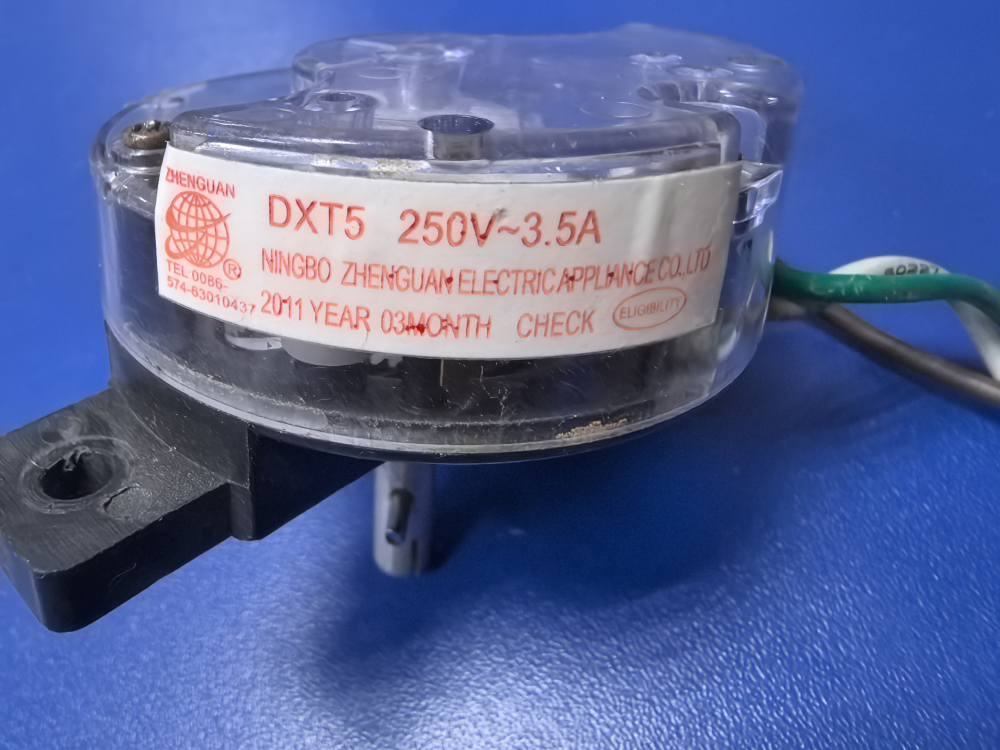 ZHENGUAN
®
TEL 0086-
574-63010437
DXT5 250V~3.5A
NINGBO ZHENGUAN ELECTRIC APPLIANCE CO.,LTD
2011 YEAR 03MONTH CHECK ELIGIBILITY